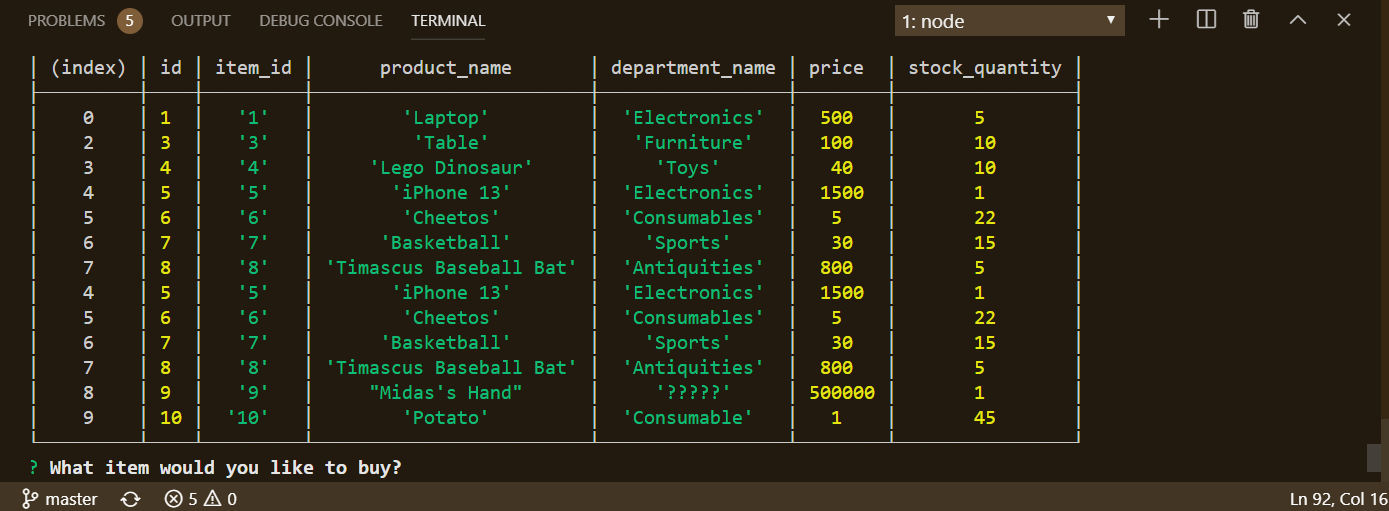 PROBLEMS 5 OUTPUT DEBUG CONSOLE TERMINAL 1: node
(index) id item_id product_name department_name price stock_quantity
0 1 '1' 'Laptop' 'Electronics' 500 5
2 3 '3' 'Table' 'Furniture' 100 10
3 4 '4' 'Lego Dinosaur' 'Toys' 40 10
4 5 '5' 'iPhone 13' 'Electronics' 1500 1
5 6 '6' 'Cheetos' 'Consumables' 5 22
6 7 '7' 'Basketball' 'Sports' 30 15
7 8 '8' 'Timascus Baseball Bat' 'Antiquities' 800 5
4 5 '5' 'iPhone 13' 'Electronics' 1500 1
5 6 '6' 'Cheetos' 'Consumables' 5 22
6 7 '7' 'Basketball' 'Sports' 30 15
7 8 '8' 'Timascus Baseball Bat' 'Antiquities' 800 5
8 9 '9' "Midas's Hand" '?????' 500000 1
9 10 '10' 'Potato' 'Consumable' 1 45
? What item would you like to buy?
master 5 0 Ln 92, Col 16